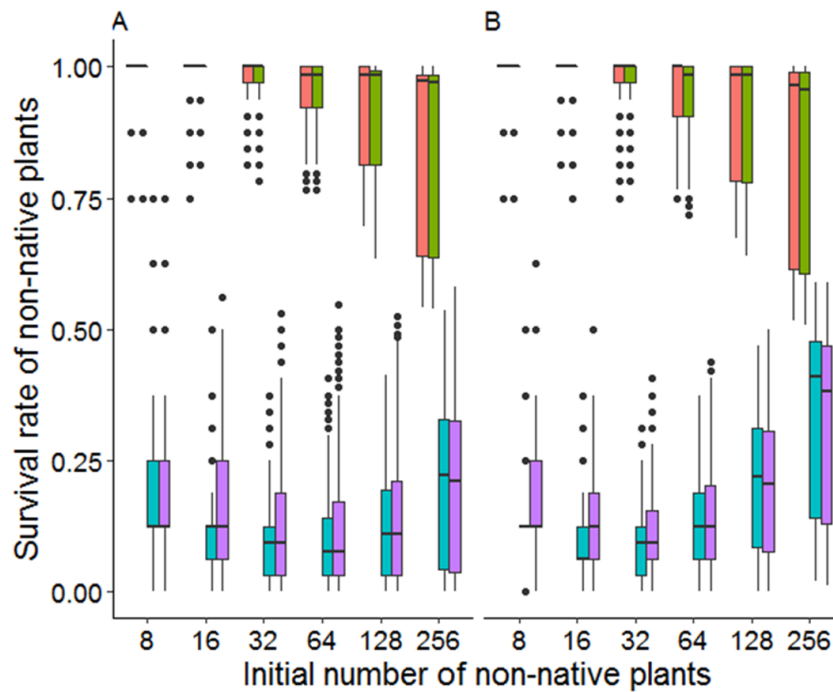 A B
Survival rate of non-native plants
1.00
0.75
0.50
0.25
0.00
8 16 32 64 128 256 8 16 32 64 128 256
Initial number of non-native plants